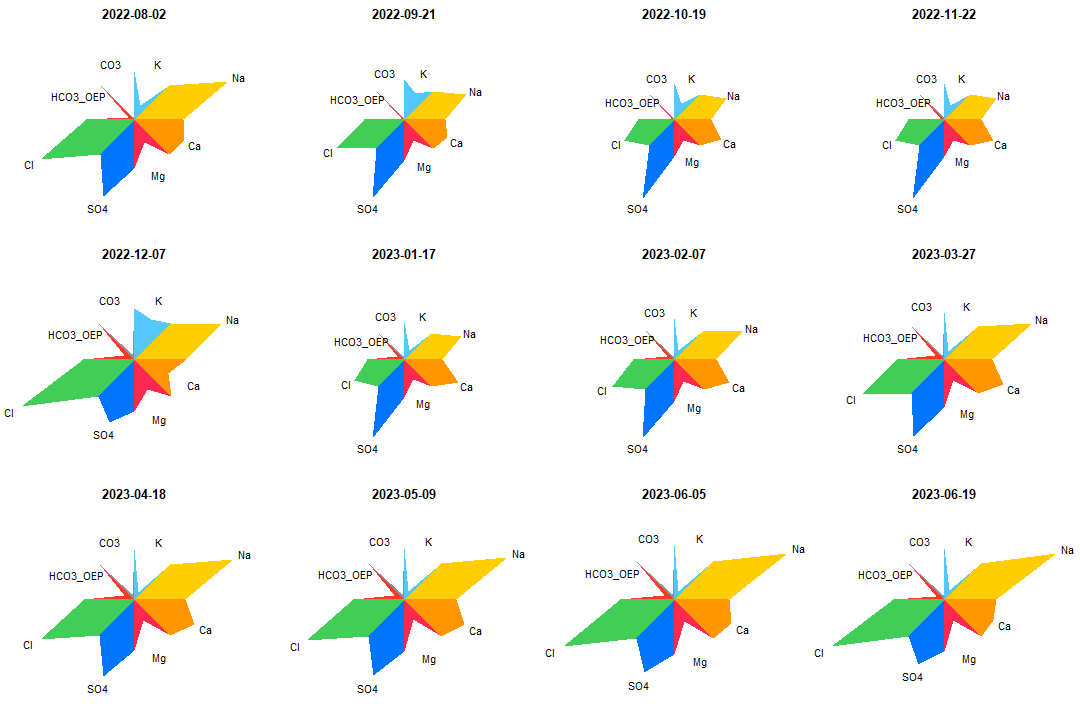 2022-08-02
2022-09-21
2022-10-19
2022-11-22
CO3 K
HCO3_OEP Na
Cl Ca
Mg
SO4
CO3 K
HCO3_OEP Na
Cl Ca
Mg
SO4
CO3 K
HCO3_OEP Na
Cl Ca
Mg
SO4
CO3 K
HCO3_OEP Na
Cl Ca
Mg
SO4
2022-12-07
2023-01-17
2023-02-07
2023-03-27
CO3 K
HCO3_OEP Na
Cl Ca
Mg
SO4
CO3 K
HCO3_OEP Na
Cl Ca
Mg
SO4
CO3 K
HCO3_OEP Na
Cl Ca
Mg
SO4
CO3 K
HCO3_OEP Na
Cl Ca
Mg
SO4
2023-04-18
2023-05-09
2023-06-05
2023-06-19
CO3 K
HCO3_OEP Na
Cl Ca
Mg
SO4
CO3 K
HCO3_OEP Na
Cl Ca
Mg
SO4
CO3 K
HCO3_OEP Na
Cl Ca
Mg
SO4
CO3 K
HCO3_OEP Na
Cl Ca
Mg
SO4